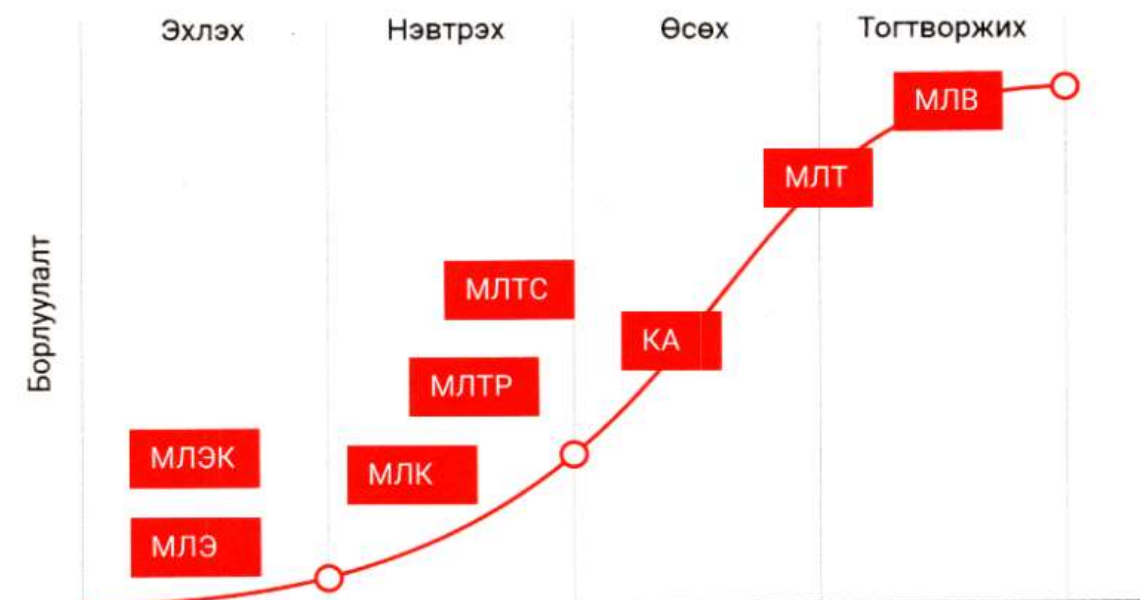 Эхлэх
Нэвтрэх
Өсөх
Тогтворжих
Борлуулалт
МЛВ
МЛТ
МЛТС
КА
МЛТР
МЛЭК
МЛК
МЛЭ